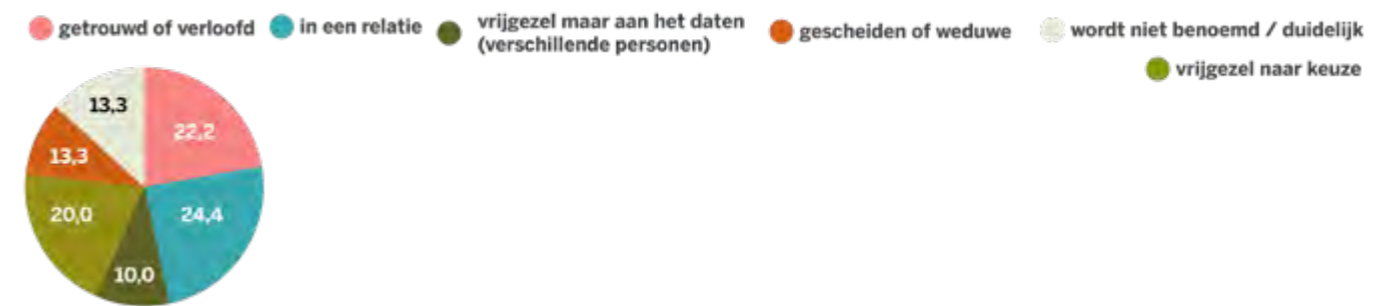 getrouwd of verloofd
in een relatie
vrijgezel maar aan het daten
(verschillende personen)
gescheiden of weduwe
wordt niet benoemd / duidelijk
vrijgezel naar keuze
13,3
22,2
13,3
20,0
24,4
10,0